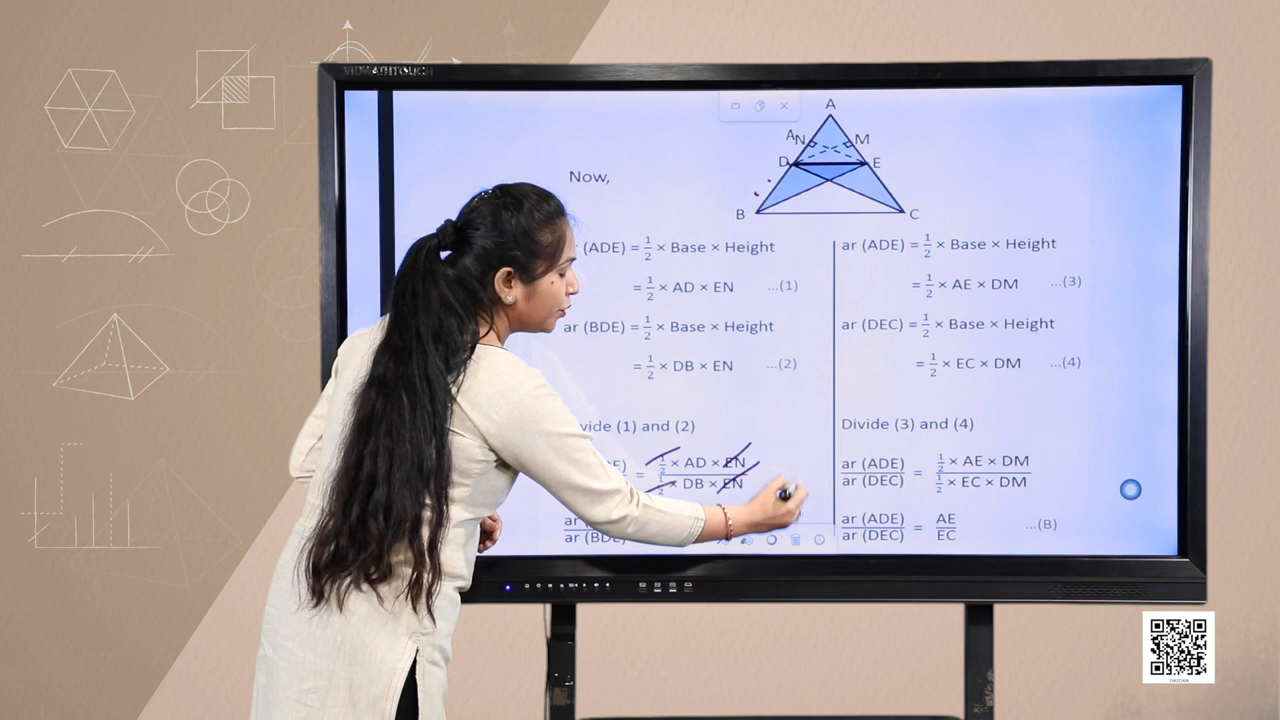 VIDWATHTOUCH
A
A N M
D E
B C
Now,
(ADE) = 1/2 × Base × Height
= 1/2 × AD × EN ...(1)
ar (BDE) = 1/2 × Base × Height
= 1/2 × DB × EN ...(2)
(1) and (2)
= 1/2 × AD × EN / 1/2 × DB × EN
ar (BDE)
ar (ADE) = 1/2 × Base × Height
= 1/2 × AE × DM ...(3)
ar (DEC) = 1/2 × Base × Height
= 1/2 × EC × DM ...(4)
Divide (3) and (4)
ar (ADE) / ar (DEC) = 1/2 × AE × DM / 1/2 × EC × DM
ar (ADE) / ar (DEC) = AE / EC ...(B)